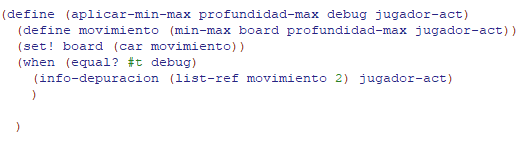 (define (aplicar-min-max profundidad-max debug jugador-act)
  (define movimiento (min-max board profundidad-max jugador-act))
  (set! board (car movimiento))
  (when (equal? #t debug)
    (info-depuracion (list-ref movimiento 2) jugador-act)
    )
  )